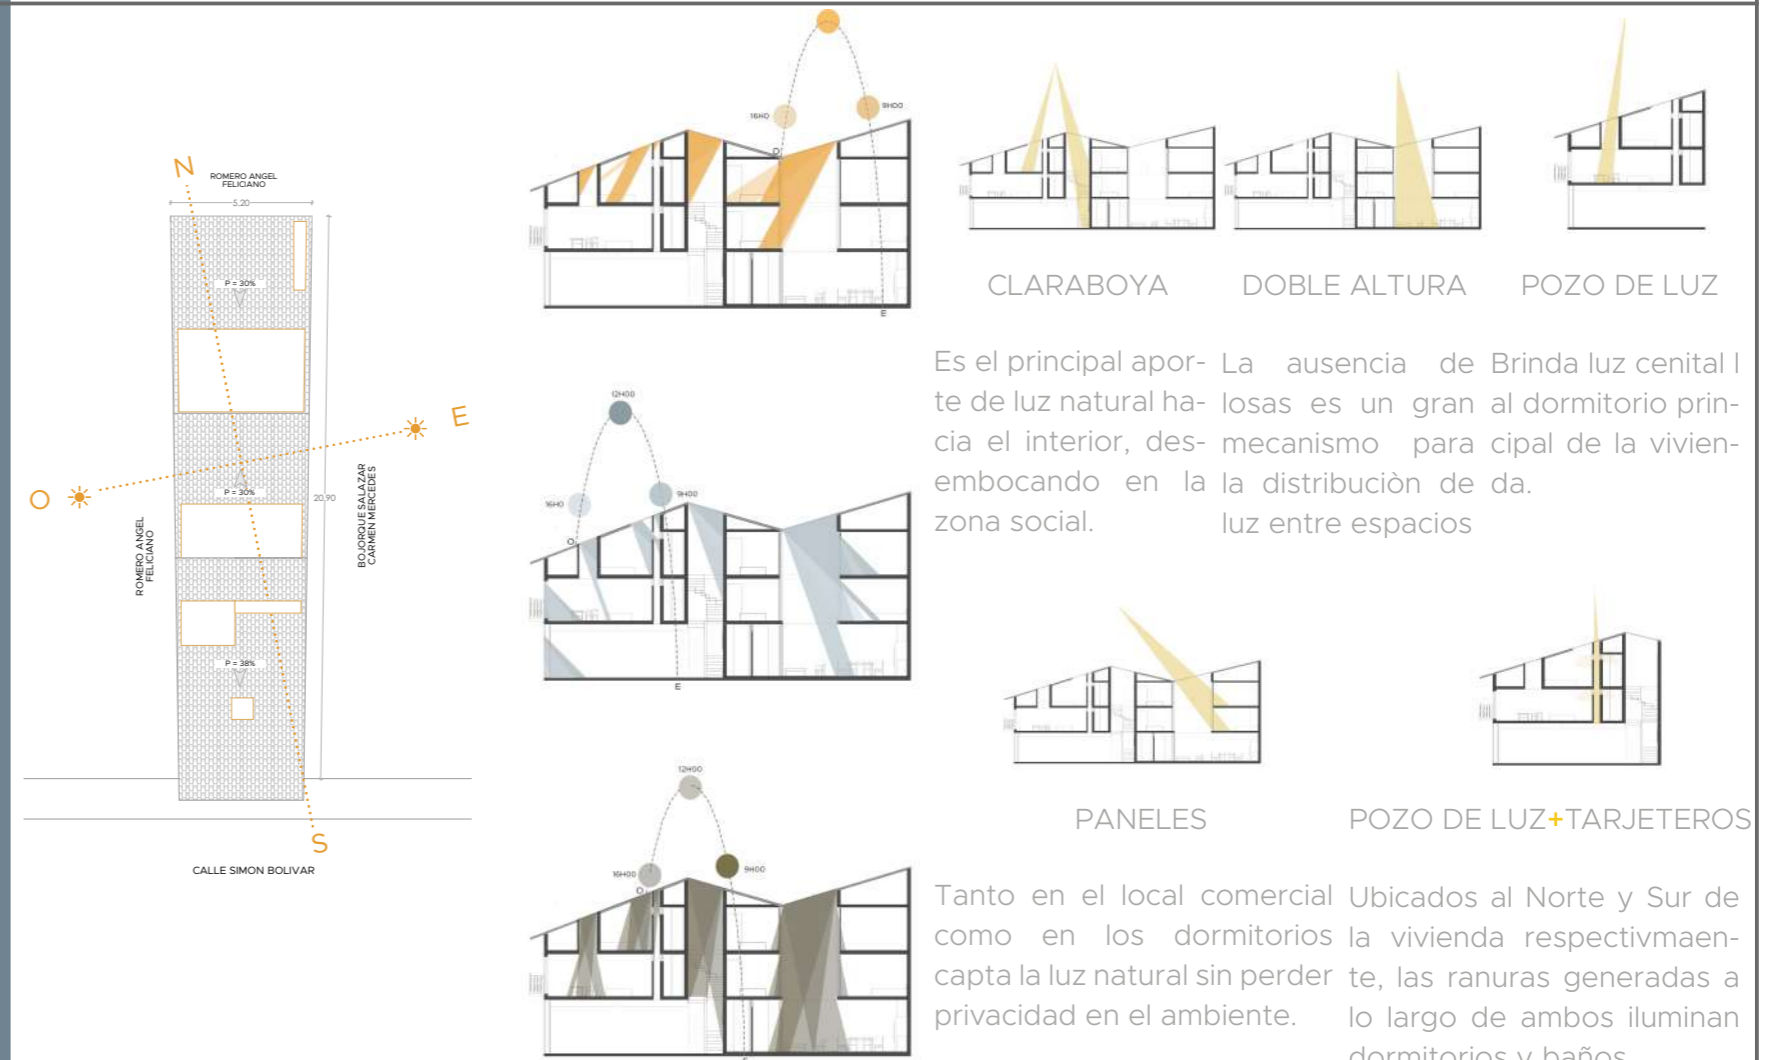 N
ROMERO ANGEL
FELICIANO
5.20
P = 30%
E
O
P = 30%
20.90
ROMERO ANGEL
FELICIANO
BOJORQUE SALAZAR
CARMEN MERCEDES
P = 38%
S
CALLE SIMON BOLIVAR
16H0
9H00
O
E
12H00
16H0
9H00
O
E
12H00
16H00
9H00
O
CLARABOYA
Es el principal apor-
te de luz natural ha-
cia el interior, des-
embocando en la
zona social.
DOBLE ALTURA
La ausencia de
losas es un gran
mecanismo para
la distribuciòn de
luz entre espacios
POZO DE LUZ
Brinda luz cenital l
al dormitorio prin-
cipal de la vivien-
da.
PANELES
Tanto en el local comercial
como en los dormitorios
capta la luz natural sin perder
privacidad en el ambiente.
POZO DE LUZ+TARJETEROS
Ubicados al Norte y Sur de
la vivienda respectivmaen-
te, las ranuras generadas a
lo largo de ambos iluminan
dormitorios y baños